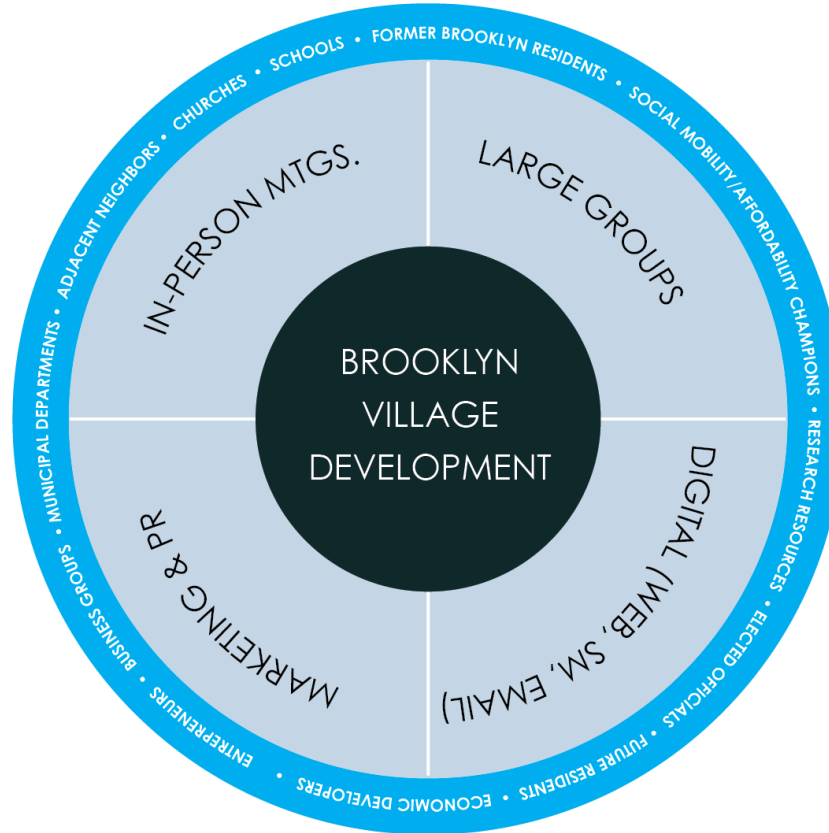 FORMER BROOKLYN RESIDENTS • SOCIAL MOBILITY/AFFORDABILITY CHAMPIONS • RESEARCH RESOURCES • ELECTED OFFICIALS • FUTURE RESIDENTS • ECONOMIC DEVELOPERS • ENTREPRENEURS • BUSINESS GROUPS • MUNICIPAL DEPARTMENTS • ADJACENT NEIGHBORS • CHURCHES • SCHOOLS •
IN-PERSON MTGS.
LARGE GROUPS
BROOKLYN
VILLAGE
DEVELOPMENT
MARKETING & PR
DIGITAL (WEB, SM, EMAIL)